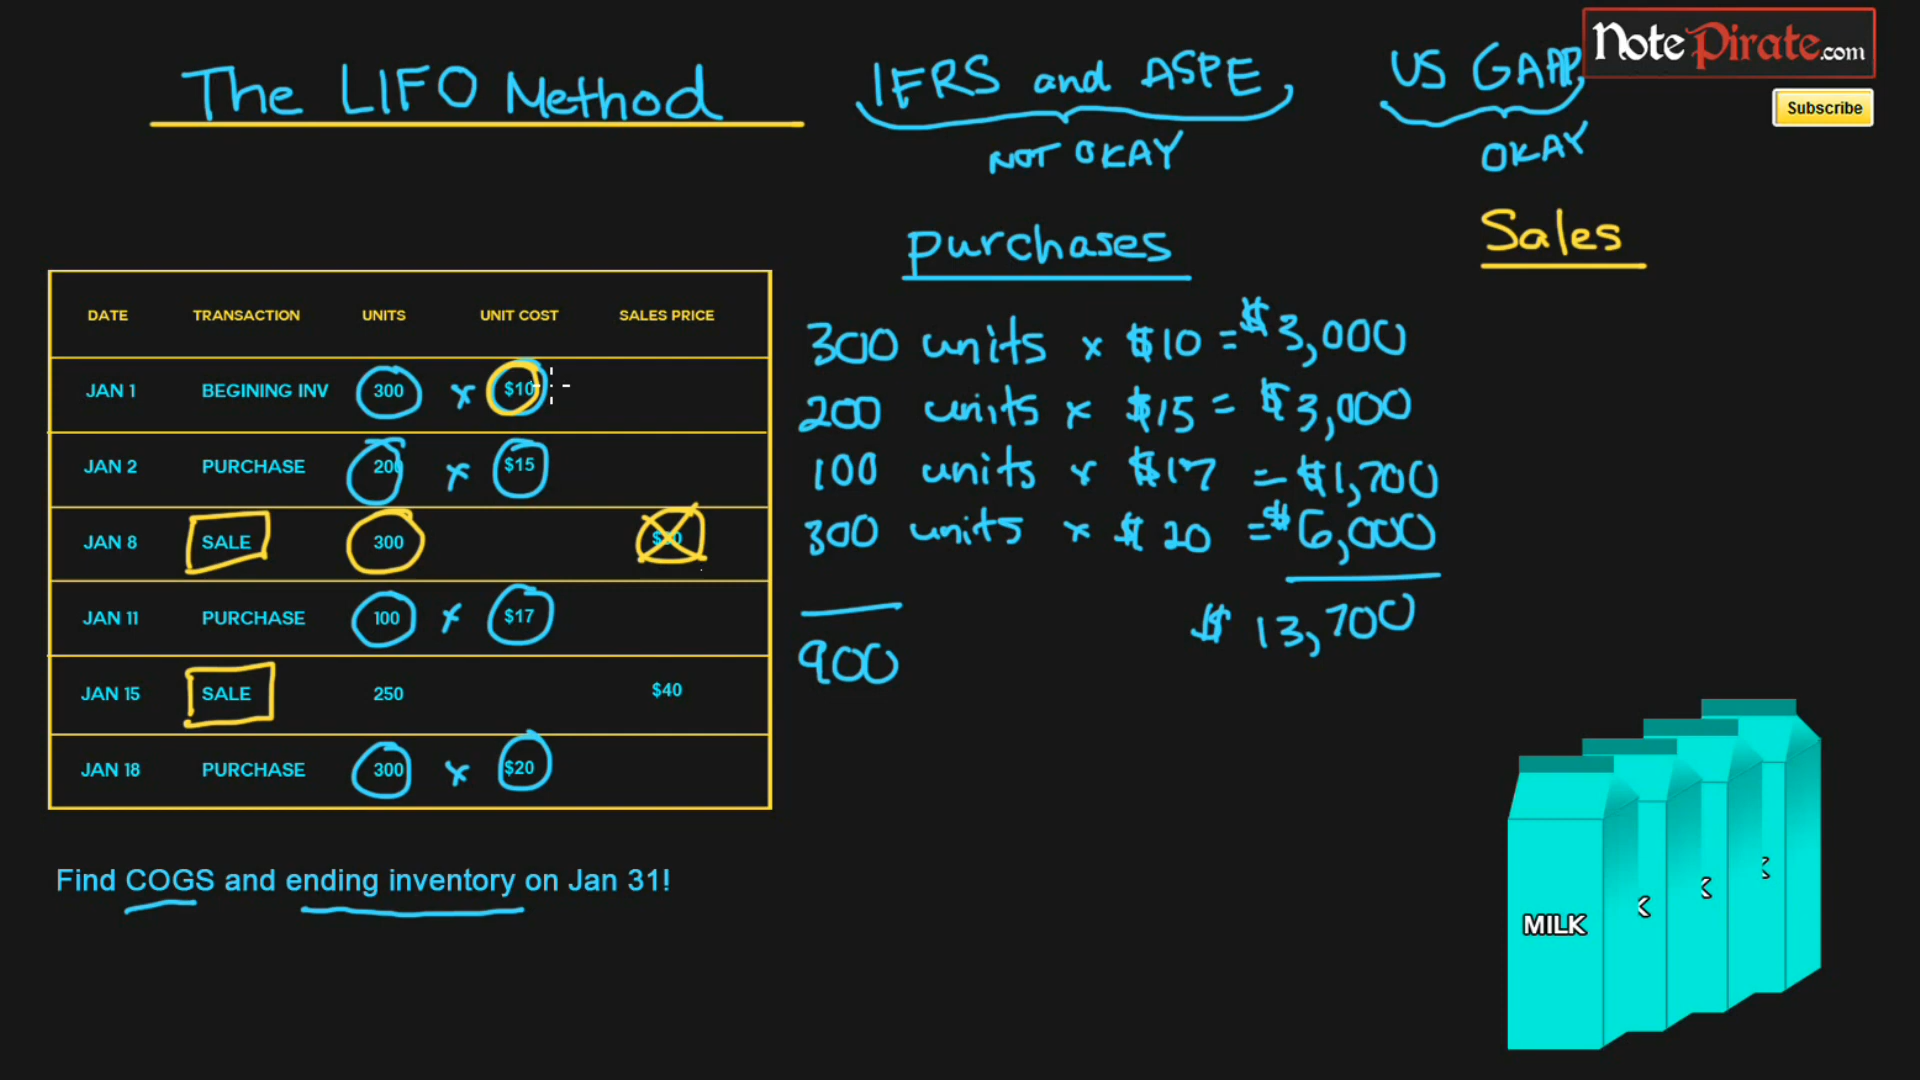 The LIFO Method
IFRS and ASPE,
NOT OKAY
US GAAP
OKAY
NotePirate.com
Subscribe
purchases
Sales
DATE TRANSACTION UNITS UNIT COST SALES PRICE
JAN 1 BEGINING INV 300 x $10
JAN 2 PURCHASE 200 x $15
JAN 8 SALE 300
JAN 11 PURCHASE 100 x $17
JAN 15 SALE 250 $40
JAN 18 PURCHASE 300 x $20
300 units x $10 = $3,000
200 units x $15 = $3,000
100 units x $17 = $1,700
300 units x $20 = $6,000
900 $13,700
Find COGS and ending inventory on Jan 31!
MILK
K
K
K